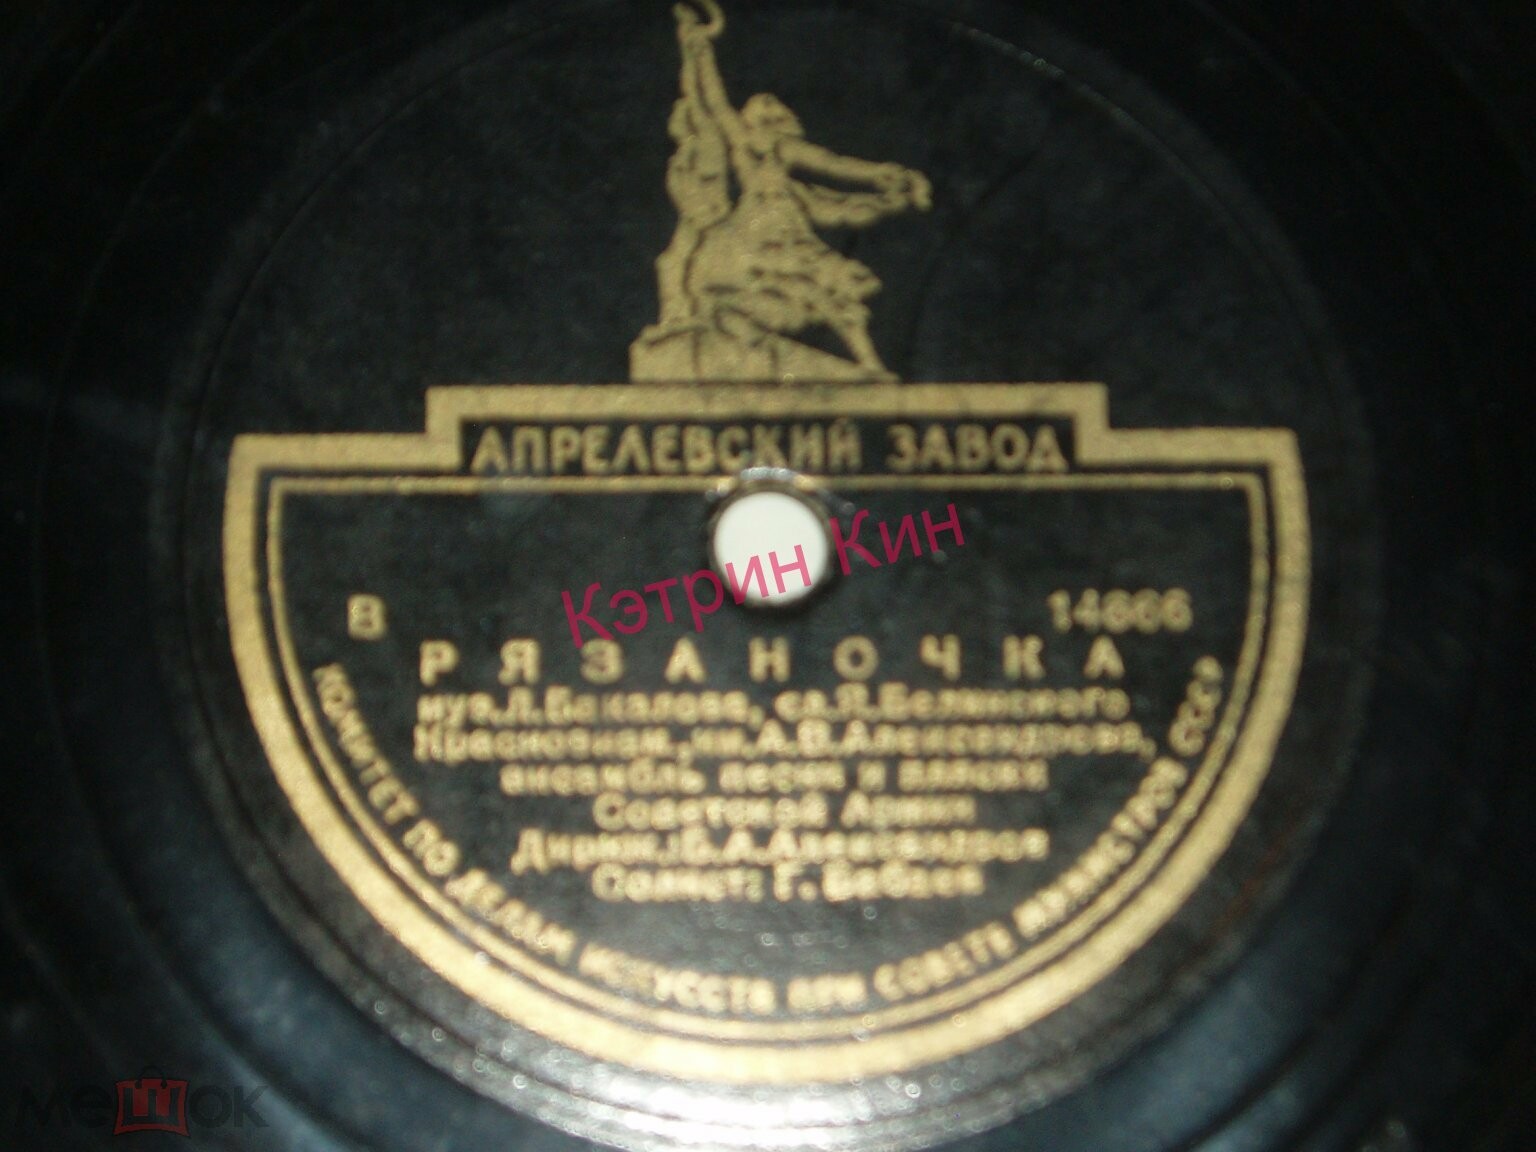 АПРЕЛЕВСКИЙ ЗАВОД
Кэтрин Кин
В 14666
РЯЗАНОЧКА
муз.Л.Бакалова, сл.Я.Белинского
Краснознам.,им.А.В.Александрова,
ансамбль песни и пляски
Советской Армии
Дириж.:Б.А.Александров
Солист: Г. Бабаев
КОМИТЕТ ПО ДЕЛАМ ИСКУССТВ ПРИ СОВЕТЕ МИНИСТРОВ СССР
мешок